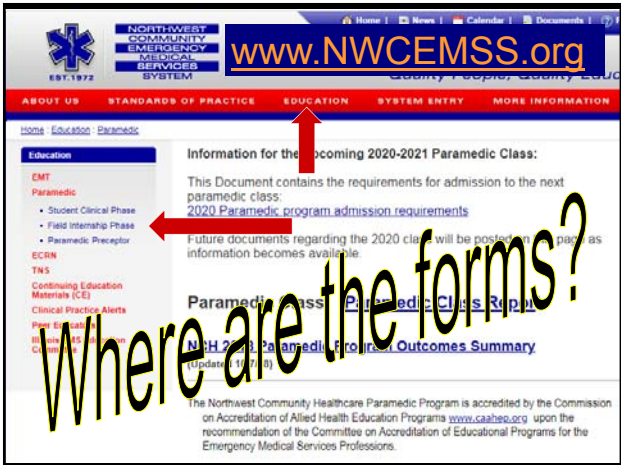 NORTHWEST
COMMUNITY
EMERGENCY
MEDICAL
SERVICES
SYSTEM
EST.1972
Home | News | Calendar | Documents |
www.NWCEMSS.org
Quality People, Quality
ABOUT US STANDARDS OF PRACTICE EDUCATION SYSTEM ENTRY MORE INFORMATION
Home : Education : Paramedic
Education
EMT
Paramedic
• Student Clinical Phase
• Field Internship Phase
• Paramedic Preceptor
ECRN
TNS
Continuing Education
Materials (CE)
Clinical Practice Alerts
Peer
Information for the upcoming 2020-2021 Paramedic Class:
This Document contains the requirements for admission to the next
paramedic class:
2020 Paramedic program admission requirements
Future documents regarding the 2020 class will be posted on this page as
information becomes available.
Paramedic Class Paramedic Class Report
NCH Paramedic Program Outcomes Summary
(Updated
Where are the forms?
The Northwest Community Healthcare Paramedic Program is accredited by the Commission
on Accreditation of Allied Health Education Programs www.caahep.org upon the
recommendation of the Committee on Accreditation of Educational Programs for the
Emergency Medical Services Professions.